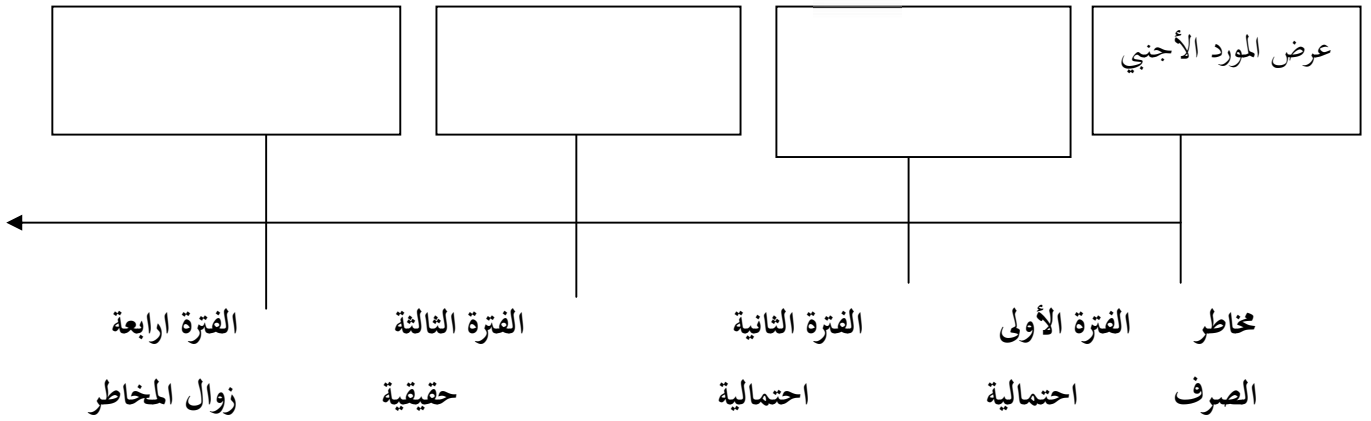 عرض المورد الأجنبي
مخاطر الفترة الأولى الفترة الثانية الفترة الثالثة الفترة ارابعة
الصرف احتمالية احتمالية حقيقية زوال المخاطر